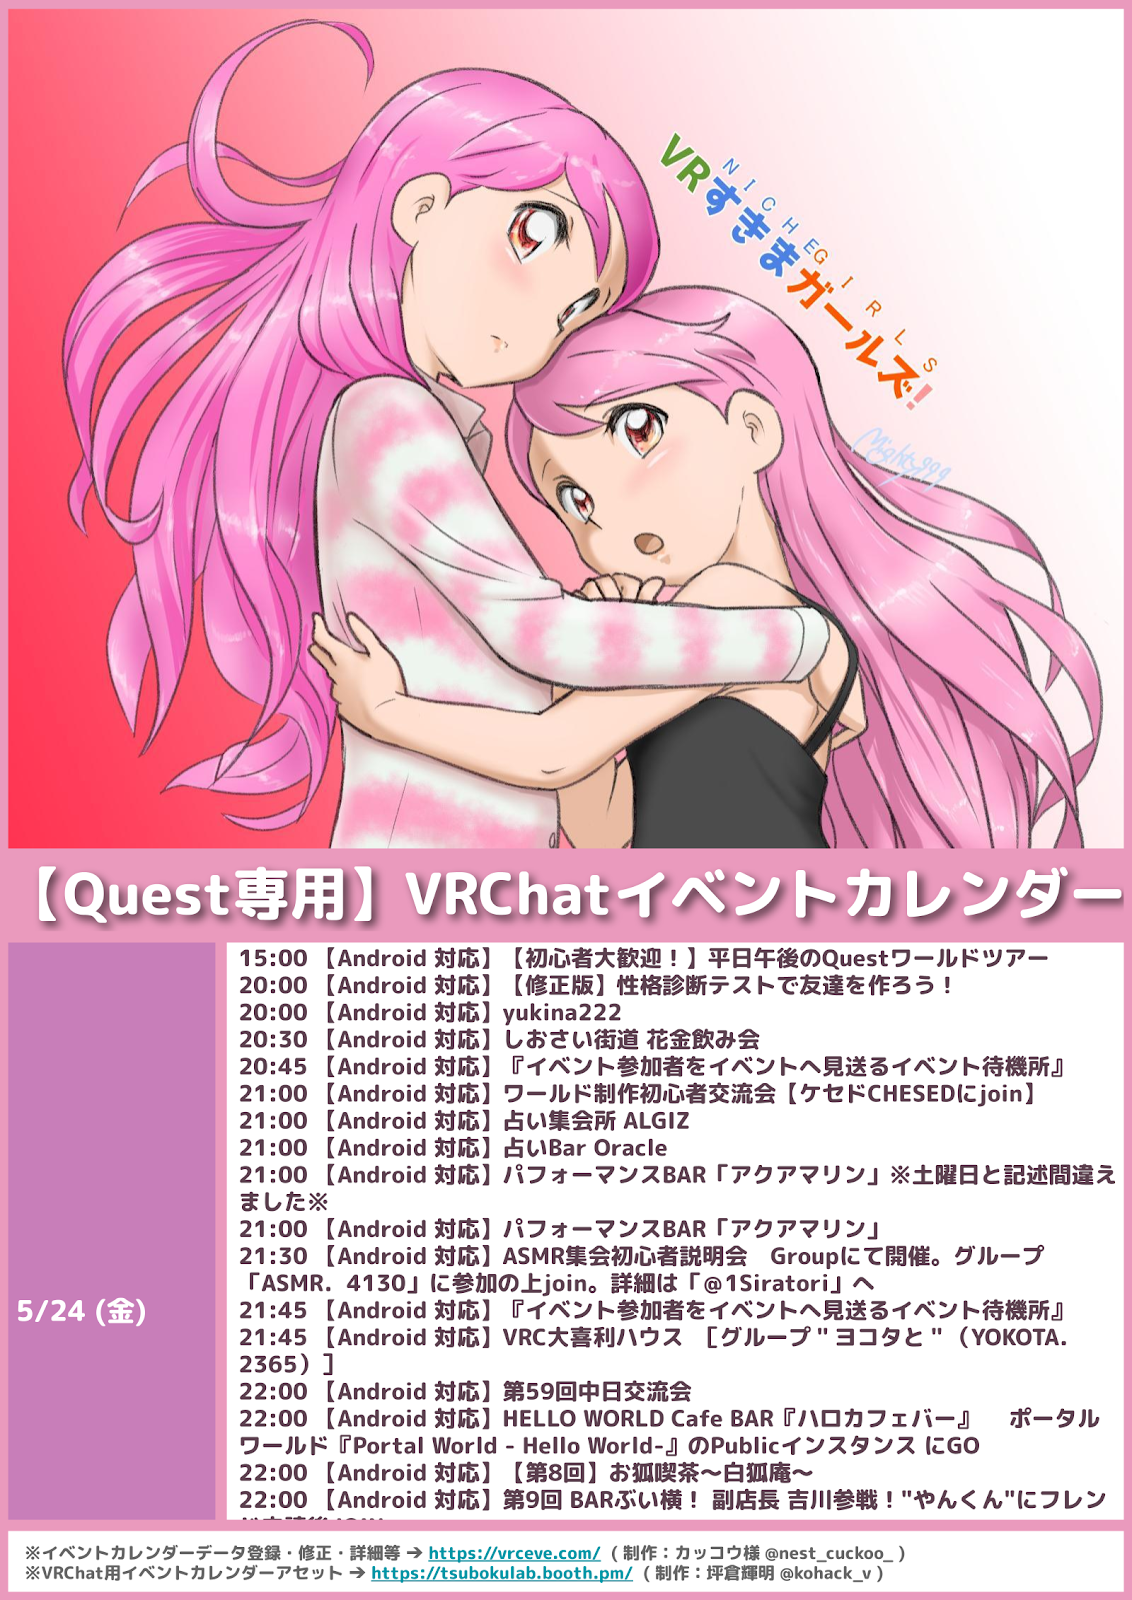 NICHE GIRLS
VRすきまガールズ!
Mighty999
【Quest専用】VRChatイベントカレンダー
5/24 (金)
15:00 【Android 対応】【初心者大歓迎！】平日午後のQuestワールドツアー
20:00 【Android 対応】【修正版】性格診断テストで友達を作ろう！
20:00 【Android 対応】yukina222
20:30 【Android 対応】しおさい街道 花金飲み会
20:45 【Android 対応】『イベント参加者をイベントへ見送るイベント待機所』
21:00 【Android 対応】ワールド制作初心者交流会【ケセドCHESEDにjoin】
21:00 【Android 対応】占い集会所 ALGIZ
21:00 【Android 対応】占いBar Oracle
21:00 【Android 対応】パフォーマンスBAR「アクアマリン」※土曜日と記述間違え
ました※
21:00 【Android 対応】パフォーマンスBAR「アクアマリン」
21:30 【Android 対応】ASMR集会初心者説明会　Groupにて開催。グループ
「ASMR．4130」に参加の上join。詳細は「＠1Siratori」へ
21:45 【Android 対応】『イベント参加者をイベントへ見送るイベント待機所』
21:45 【Android 対応】VRC大喜利ハウス　［グループ＂ヨコタと＂（YOKOTA.
2365）］
22:00 【Android 対応】第59回中日交流会
22:00 【Android 対応】HELLO WORLD Cafe BAR『ハロカフェバー』　ポータル
ワールド『Portal World - Hello World-』のPublicインスタンス にGO
22:00 【Android 対応】【第8回】お狐喫茶～白狐庵～
22:00 【Android 対応】第9回 BARぶい横！ 副店長 吉川参戦！"やんくん"にフレン
※イベントカレンダーデータ登録・修正・詳細等 ➔ https://vrceve.com/ （ 制作：カッコウ様 @nest_cuckoo_ ）
※VRChat用イベントカレンダーアセット ➔ https://tsubokulab.booth.pm/ （ 制作：坪倉輝明 @kohack_v ）